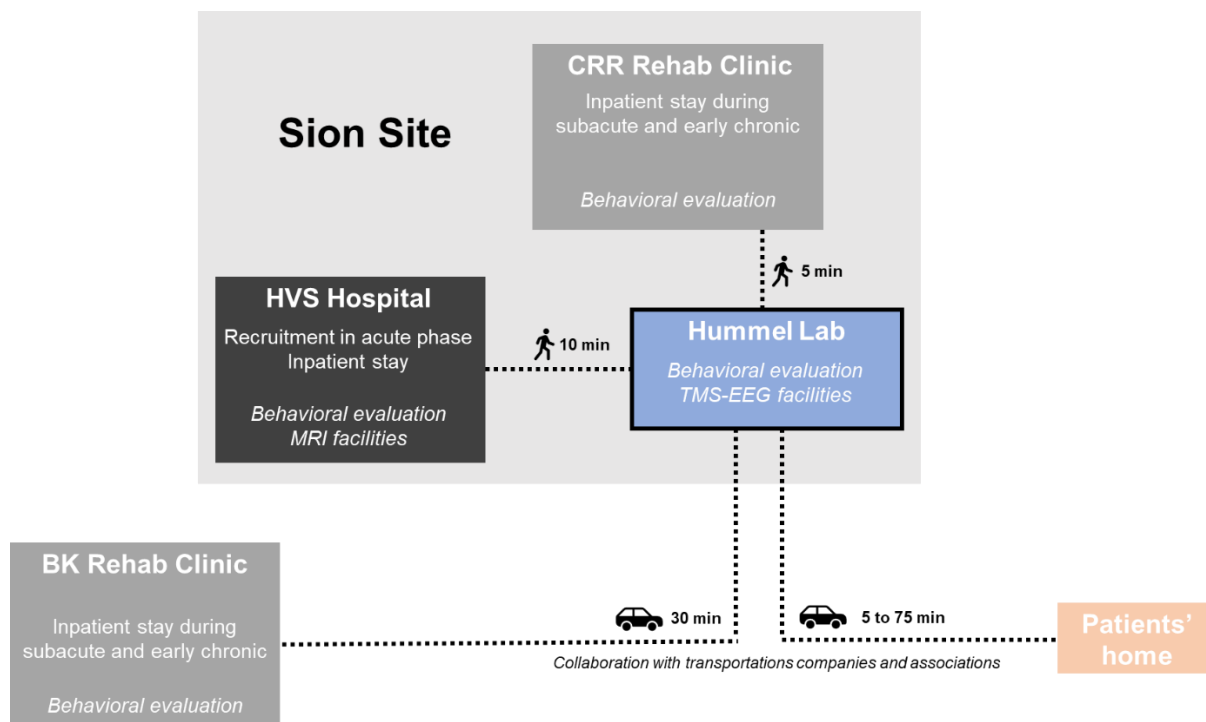 CRR Rehab Clinic
Inpatient stay during
subacute and early chronic
Behavioral evaluation
Sion Site
5 min
HVS Hospital
Recruitment in acute phase
Inpatient stay
Behavioral evaluation
MRI facilities
10 min
Hummel Lab
Behavioral evaluation
TMS-EEG facilities
BK Rehab Clinic
Inpatient stay during
subacute and early chronic
Behavioral evaluation
30 min
5 to 75 min
Collaboration with transportations companies and associations
Patients'
home